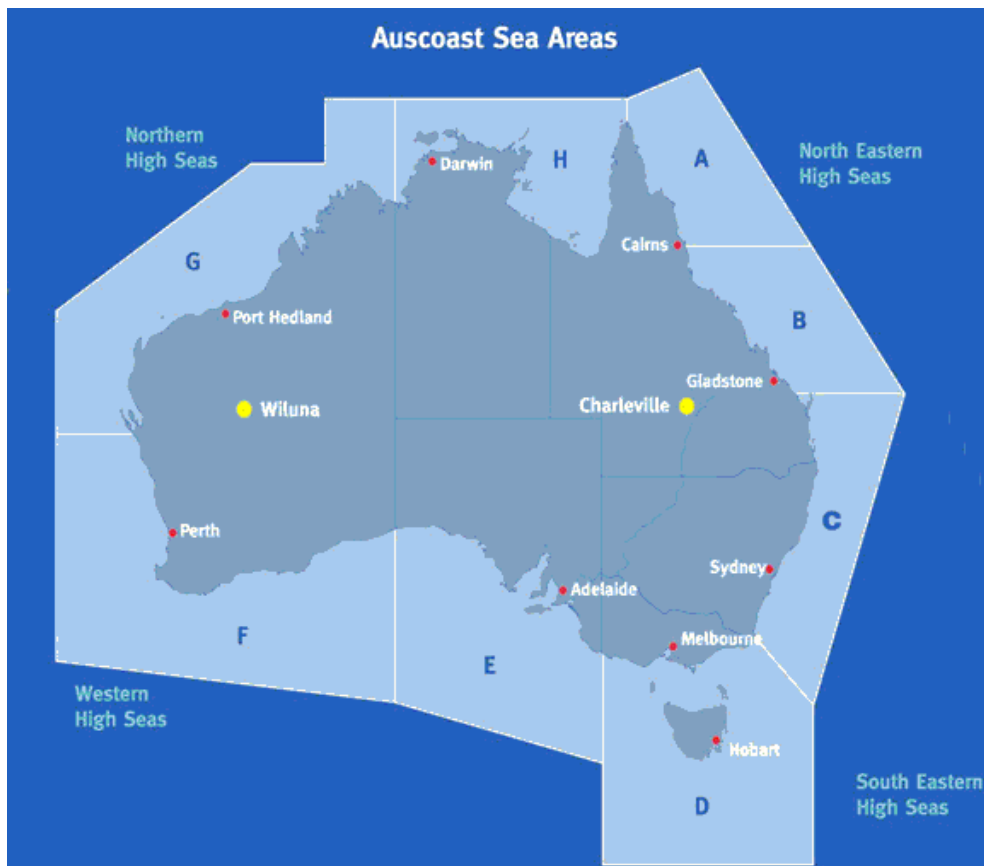 Auscoast Sea Areas
Northern
High Seas
H
A
North Eastern
High Seas
Darwin
Cairns
G
Port Hedland
B
Gladstone
Wiluna
Charleville
C
Perth
Sydney
Adelaide
F
Melbourne
E
Western
High Seas
Hobart
D
South Eastern
High Seas